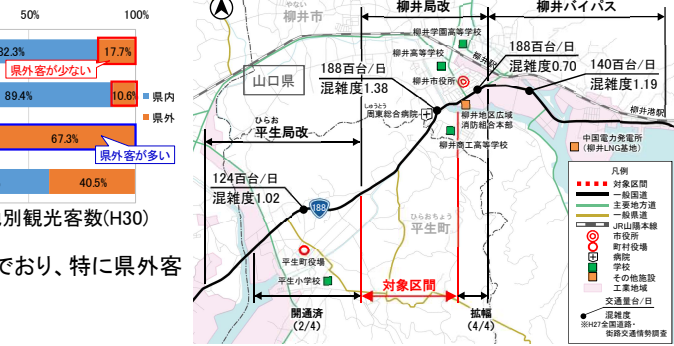 50%
100%
32.3%
17.7%
県外客が少ない
89.4%
10.6%
県内
県外
67.3%
県外客が多い
40.5%
別観光客数(H30)
ており、特に県外客
柳井局改
柳井バイパス
やない
柳井市
柳井学園高等学校
柳井高等学校
柳井駅
188百台/日
混雑度0.70
140百台/日
混雑度1.19
188百台/日
混雑度1.38
柳井市役所
山口県
しゅうとう
周東総合病院
柳井地区広域
消防組合本部
柳井商工高等学校
柳井港駅
中国電力発電所
(柳井LNG基地)
ひらお
平生局改
124百台/日
混雑度1.02
188
ひらおちょう
平生町
平生町役場
平生小学校
対象区間
開通済
(2/4)
拡幅
(4/4)
凡例
対象区間
一般国道
主要地方道
一般県道
JR山陽本線
市役所
町村役場
病院
学校
その他施設
工業地域
交通量台/日
混雑度
※H27全国道路・
街路交通情勢調査